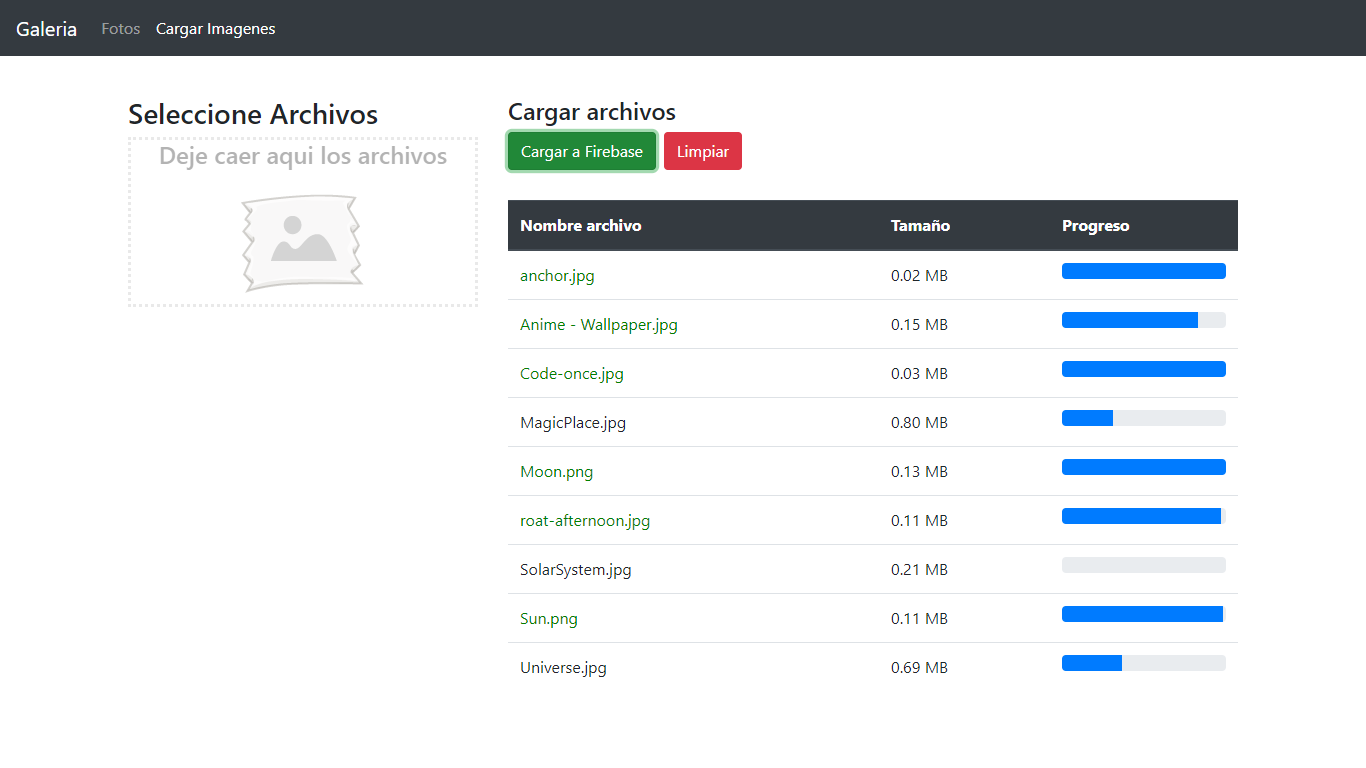 Galeria Fotos Cargar Imagenes
Seleccione Archivos
Deje caer aqui los archivos
Cargar archivos
Cargar a Firebase Limpiar
Nombre archivo Tamaño Progreso
anchor.jpg 0.02 MB
Anime - Wallpaper.jpg 0.15 MB
Code-once.jpg 0.03 MB
MagicPlace.jpg 0.80 MB
Moon.png 0.13 MB
roat-afternoon.jpg 0.11 MB
SolarSystem.jpg 0.21 MB
Sun.png 0.11 MB
Universe.jpg 0.69 MB